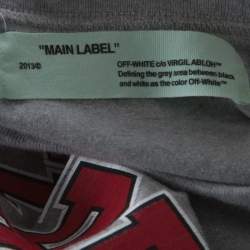 "MAIN LABEL"
2013© OFF-WHITE c/o VIRGIL ABLOH™
Defining the grey area between black
and white as the color Off-White™